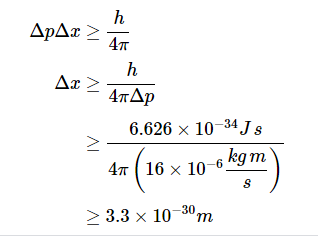 ΔpΔx ≥ h/4π
Δx ≥ h/4πΔp
≥ 6.626 × 10⁻³⁴ J s / 4π (16 × 10⁻⁶ kg m/s)
≥ 3.3 × 10⁻³⁰ m